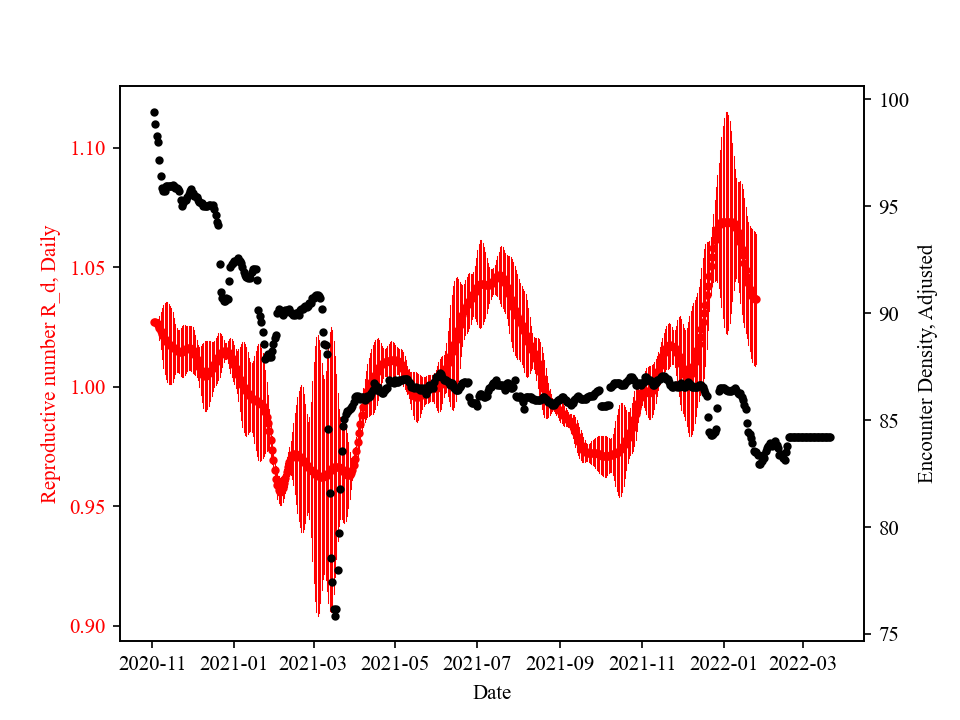 1.10
1.05
1.00
0.95
0.90
Reproductive number R_d, Daily
100
95
90
85
80
75
Encounter Density, Adjusted
2020-11 2021-01 2021-03 2021-05 2021-07 2021-09 2021-11 2022-01 2022-03
Date